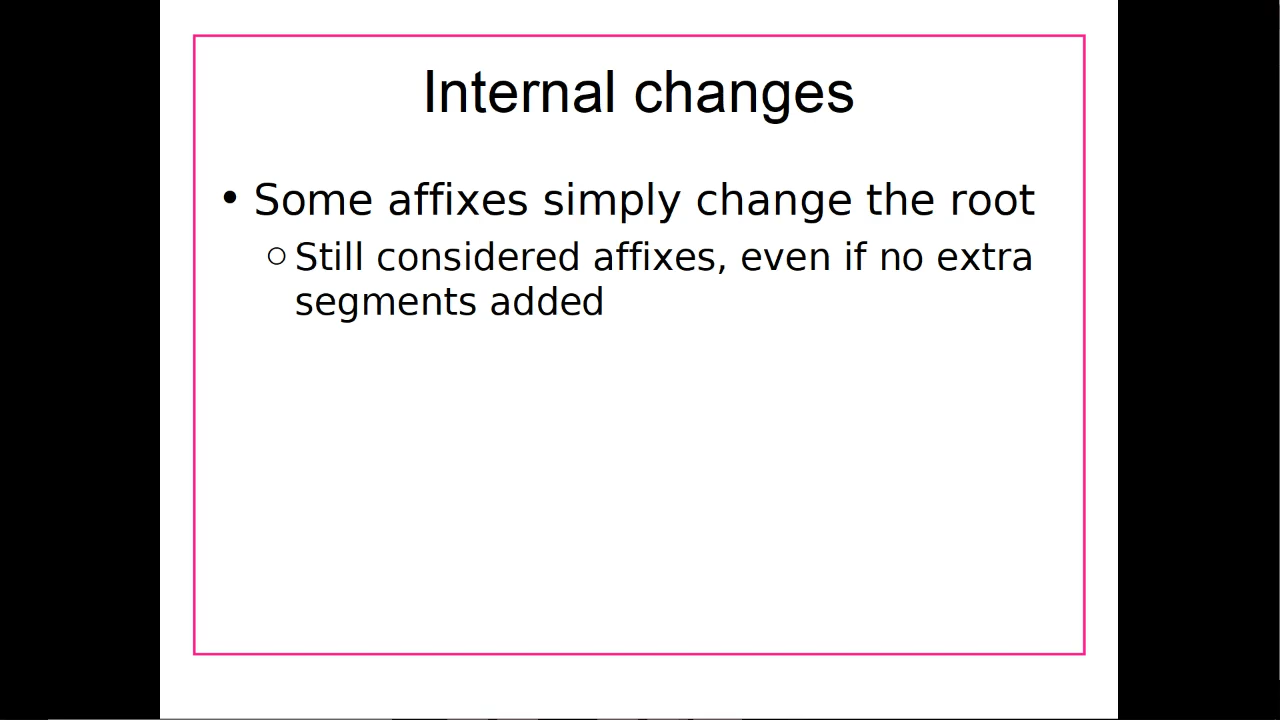 Internal changes
• Some affixes simply change the root
○ Still considered affixes, even if no extra
segments added